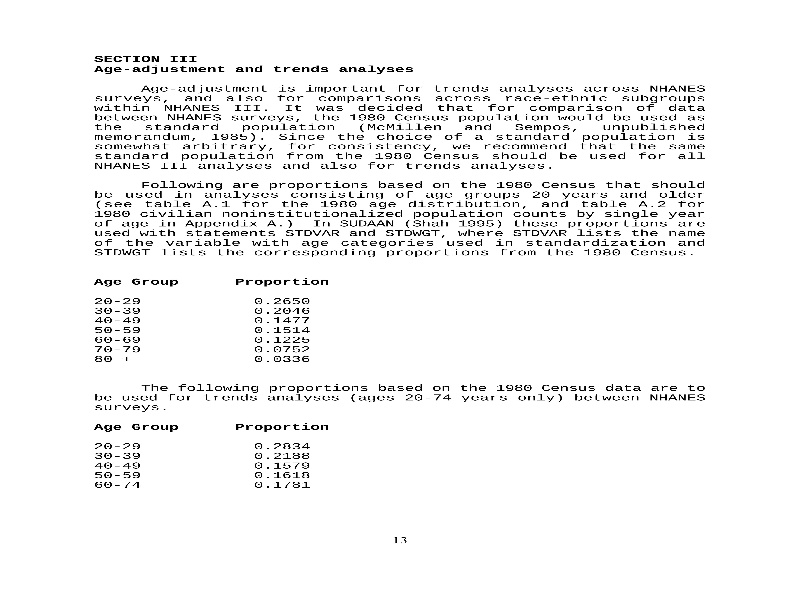 SECTION III
Age-adjustment and trends analyses
Age-adjustment is important for trends analyses across NHANES
surveys, and also for comparisons across race-ethnic subgroups
within NHANES III. It was decided that for comparison of data
between NHANES surveys, the 1980 Census population would be used as
the standard population (McMillen and Sempos, unpublished
memorandum, 1985). Since the choice of a standard population is
somewhat arbitrary, for consistency, we recommend that the same
standard population from the 1980 Census should be used for all
NHANES III analyses and also for trends analyses.
Following are proportions based on the 1980 Census that should
be used in analyses consisting of age groups 20 years and older
(see table A.1 for the 1980 age distribution, and table A.2 for
1980 civilian noninstitutionalized population counts by single year
of age in Appendix A.) In SUDAAN (Shah 1995) these proportions are
used with statements STDVAR and STDWGT, where STDVAR lists the name
of the variable with age categories used in standardization and
STDWGT lists the corresponding proportions from the 1980 Census.
Age Group Proportion
20-29 0.2650
30-39 0.2046
40-49 0.1477
50-59 0.1514
60-69 0.1225
70-79 0.0752
80 + 0.0336
The following proportions based on the 1980 Census data are to
be used for trends analyses (ages 20-74 years only) between NHANES
surveys.
Age Group Proportion
20-29 0.2834
30-39 0.2188
40-49 0.1579
50-59 0.1618
60-74 0.1781
13